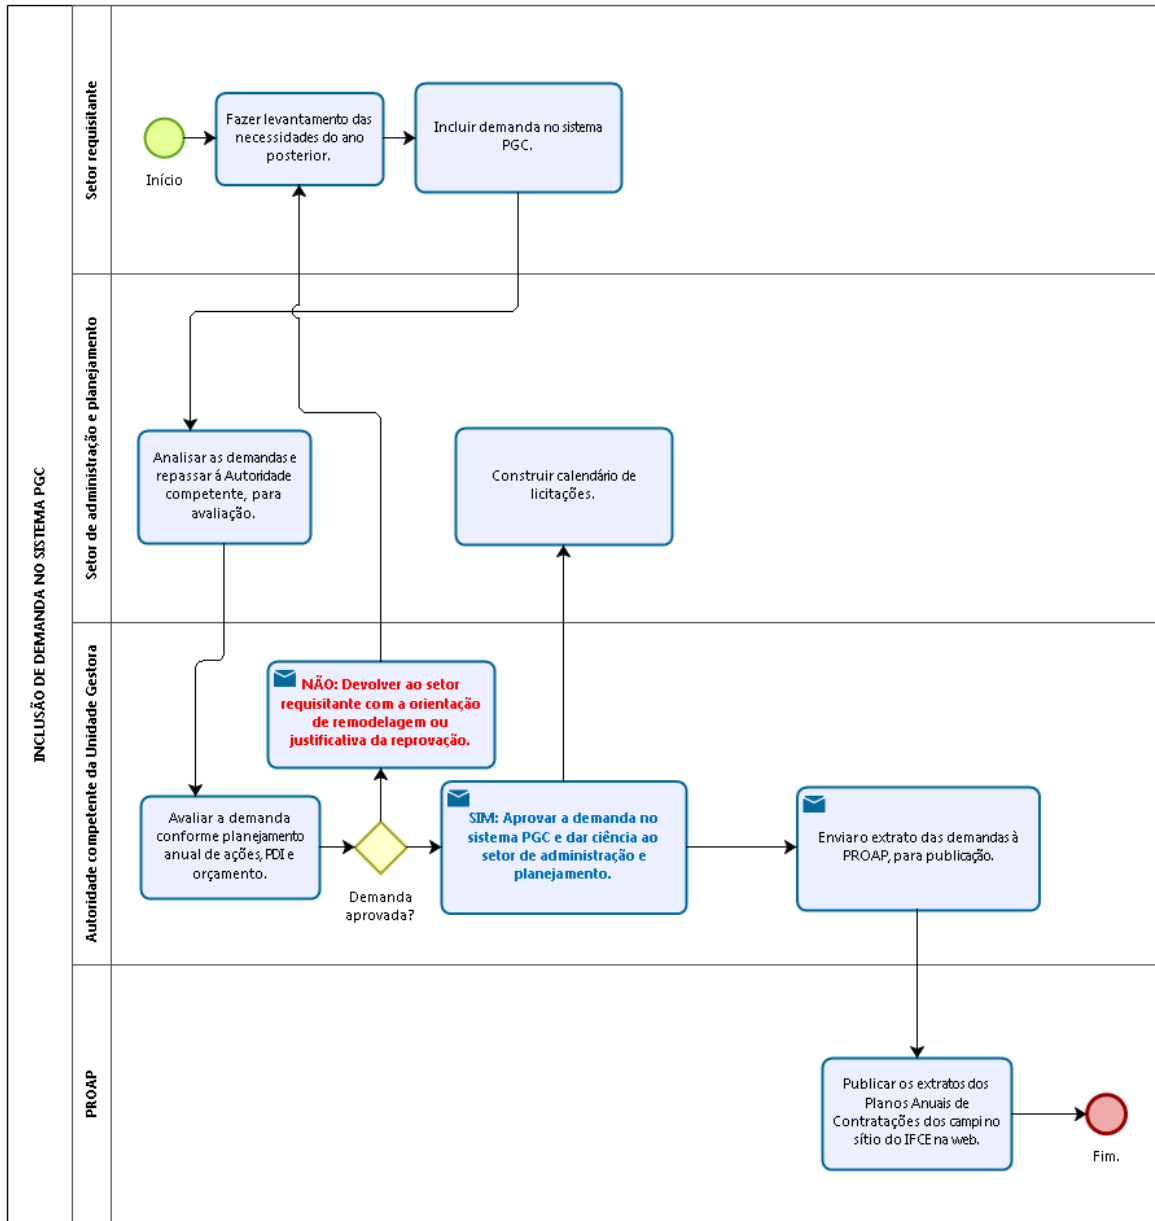 INCLUSÃO DE DEMANDA NO SISTEMA PGC
Setor requisitante
Início
Fazer levantamento das
necessidades do ano
posterior.
Incluir demanda no sistema
PGC.
Setor de administração e planejamento
Analisar as demandas e
repassar á Autoridade
competente, para
avaliação.
Construir calendário de
licitações.
Autoridade competente da Unidade Gestora
NÃO: Devolver ao setor
requisitante com a orientação
de remodelagem ou
justificativa da reprovação.
Avaliar a demanda
conforme planejamento
anual de ações, PDI e
orçamento.
Demanda
aprovada?
SIM: Aprovar a demanda no
sistema PGC e dar ciência ao
setor de administração e
planejamento.
Enviar o extrato das demandas à
PROAP, para publicação.
PROAP
Publicar os extratos dos
Planos Anuais de
Contratações dos campi no
sítio do IFCE na web.
Fim.